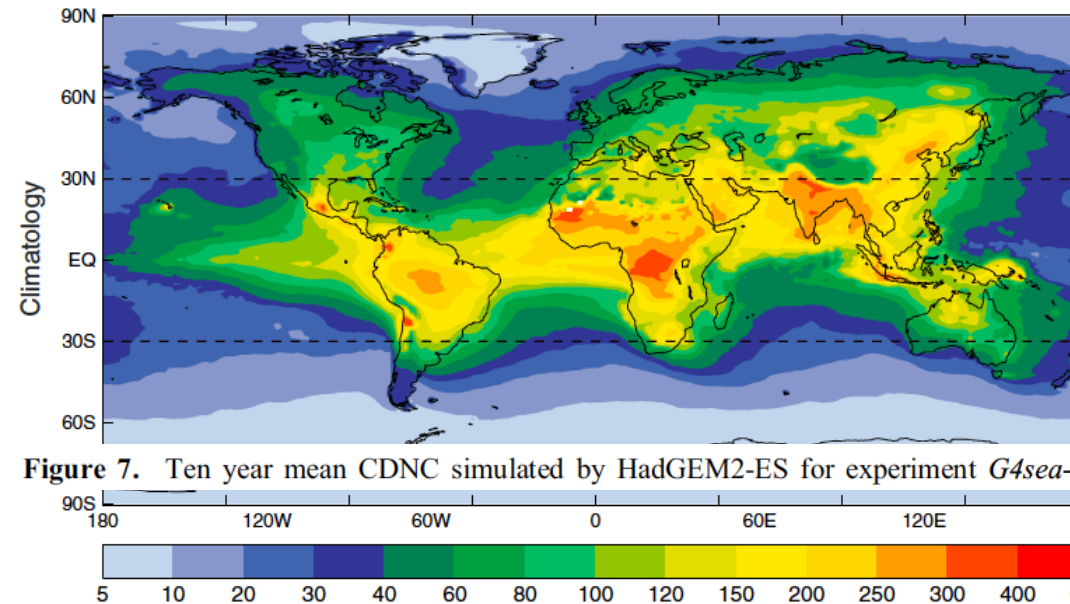 90N
60N
30N
EQ
30S
60S
Climatology
Figure 7. Ten year mean CDNC simulated by HadGEM2-ES for experiment G4sea-
90S
180 120W 60W 0 60E 120E
5 10 20 30 40 60 80 100 120 150 200 250 300 400